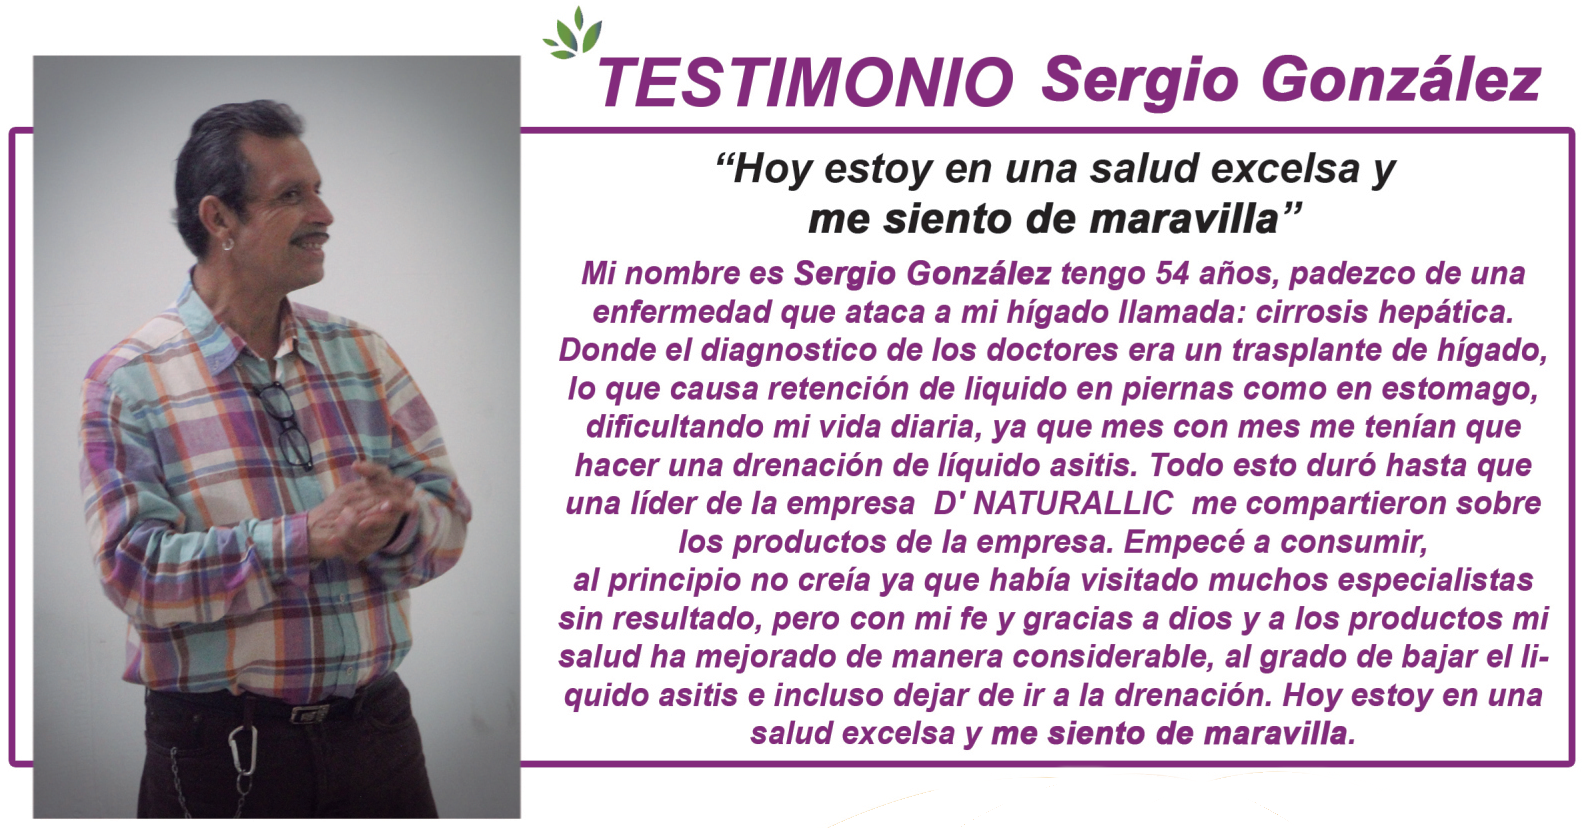 TESTIMONIO Sergio González
“Hoy estoy en una salud excelsa y
me siento de maravilla”
Mi nombre es Sergio González tengo 54 años, padezco de una
enfermedad que ataca a mi hígado llamada: cirrosis hepática.
Donde el diagnostico de los doctores era un trasplante de hígado,
lo que causa retención de liquido en piernas como en estomago,
dificultando mi vida diaria, ya que mes con mes me tenían que
hacer una drenación de líquido asitis. Todo esto duró hasta que
una líder de la empresa D' NATURALLIC me compartieron sobre
los productos de la empresa. Empecé a consumir,
al principio no creía ya que había visitado muchos especialistas
sin resultado, pero con mi fe y gracias a dios y a los productos mi
salud ha mejorado de manera considerable, al grado de bajar el li-
quido asitis e incluso dejar de ir a la drenación. Hoy estoy en una
salud excelsa y me siento de maravilla.